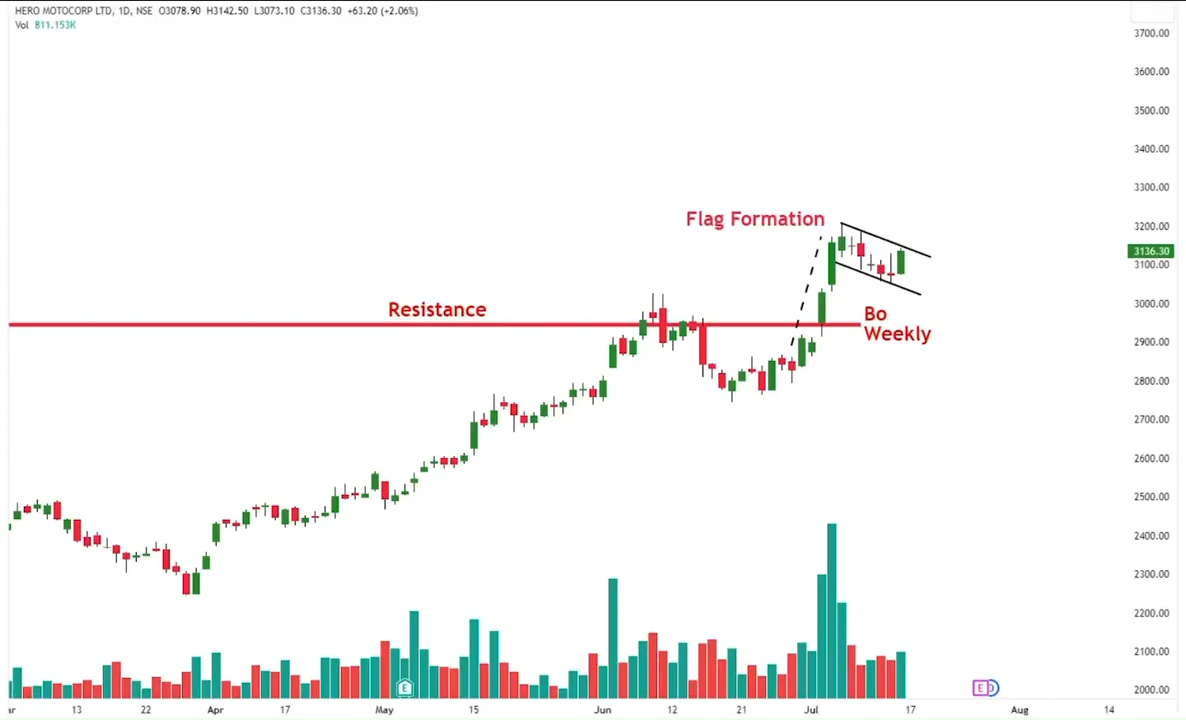 HERO MOTOCORP LTD, 1D, NSE O3078.90 H3142.50 L3073.10 C3136.30 +63.20 (+2.06%)
Vol 811.153K
3700.00
3600.00
3500.00
3400.00
3300.00
3200.00
Flag Formation
3136.30
3100.00
3000.00
Resistance
Bo
Weekly
2900.00
2800.00
2700.00
2600.00
2500.00
2400.00
2300.00
2200.00
2100.00
E
E D
2000.00
ar 13 22 Apr 17 May 15 Jun 12 21 Jul 17 Aug 14